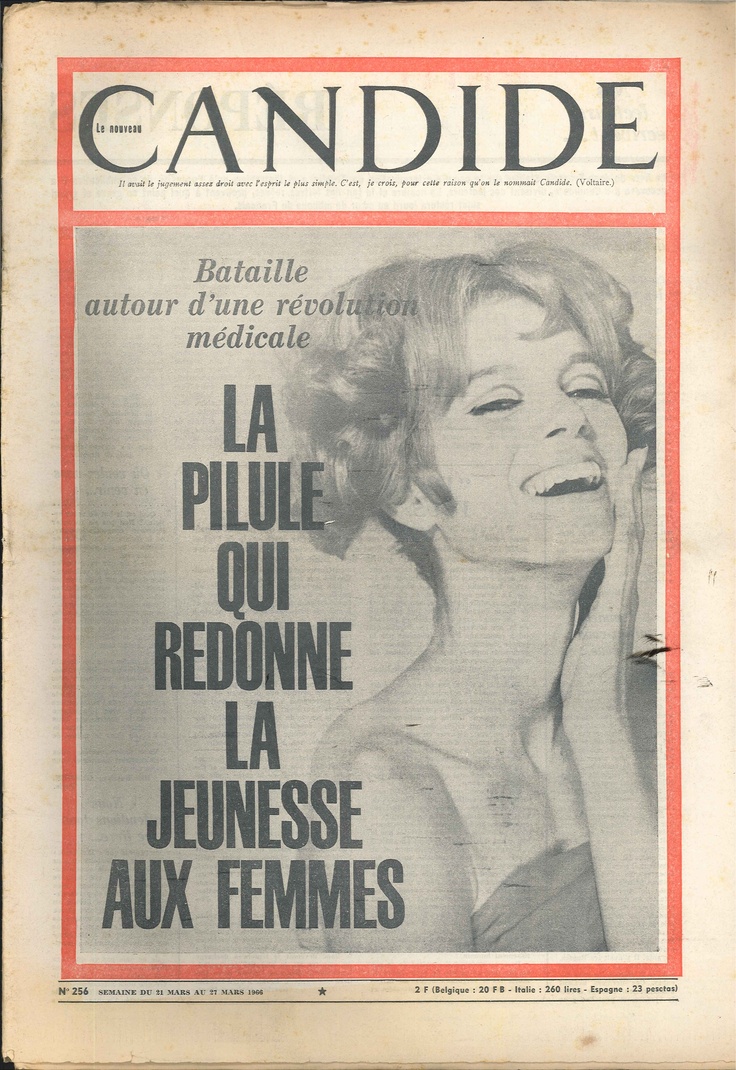 Le nouveau
CANDIDE
Il avait le jugement assez droit avec l'esprit le plus simple. C'est, je crois, pour cette raison qu'on le nommait Candide. (Voltaire.)
Bataille
autour d'une révolution
médicale
LA
PILULE
QUI
REDONNE
LA
JEUNESSE
AUX FEMMES
N° 256 SEMAINE DU 21 MARS AU 27 MARS 1966 ★ 2 F (Belgique : 20 F B - Italie : 260 lires - Espagne : 23 pesetas)